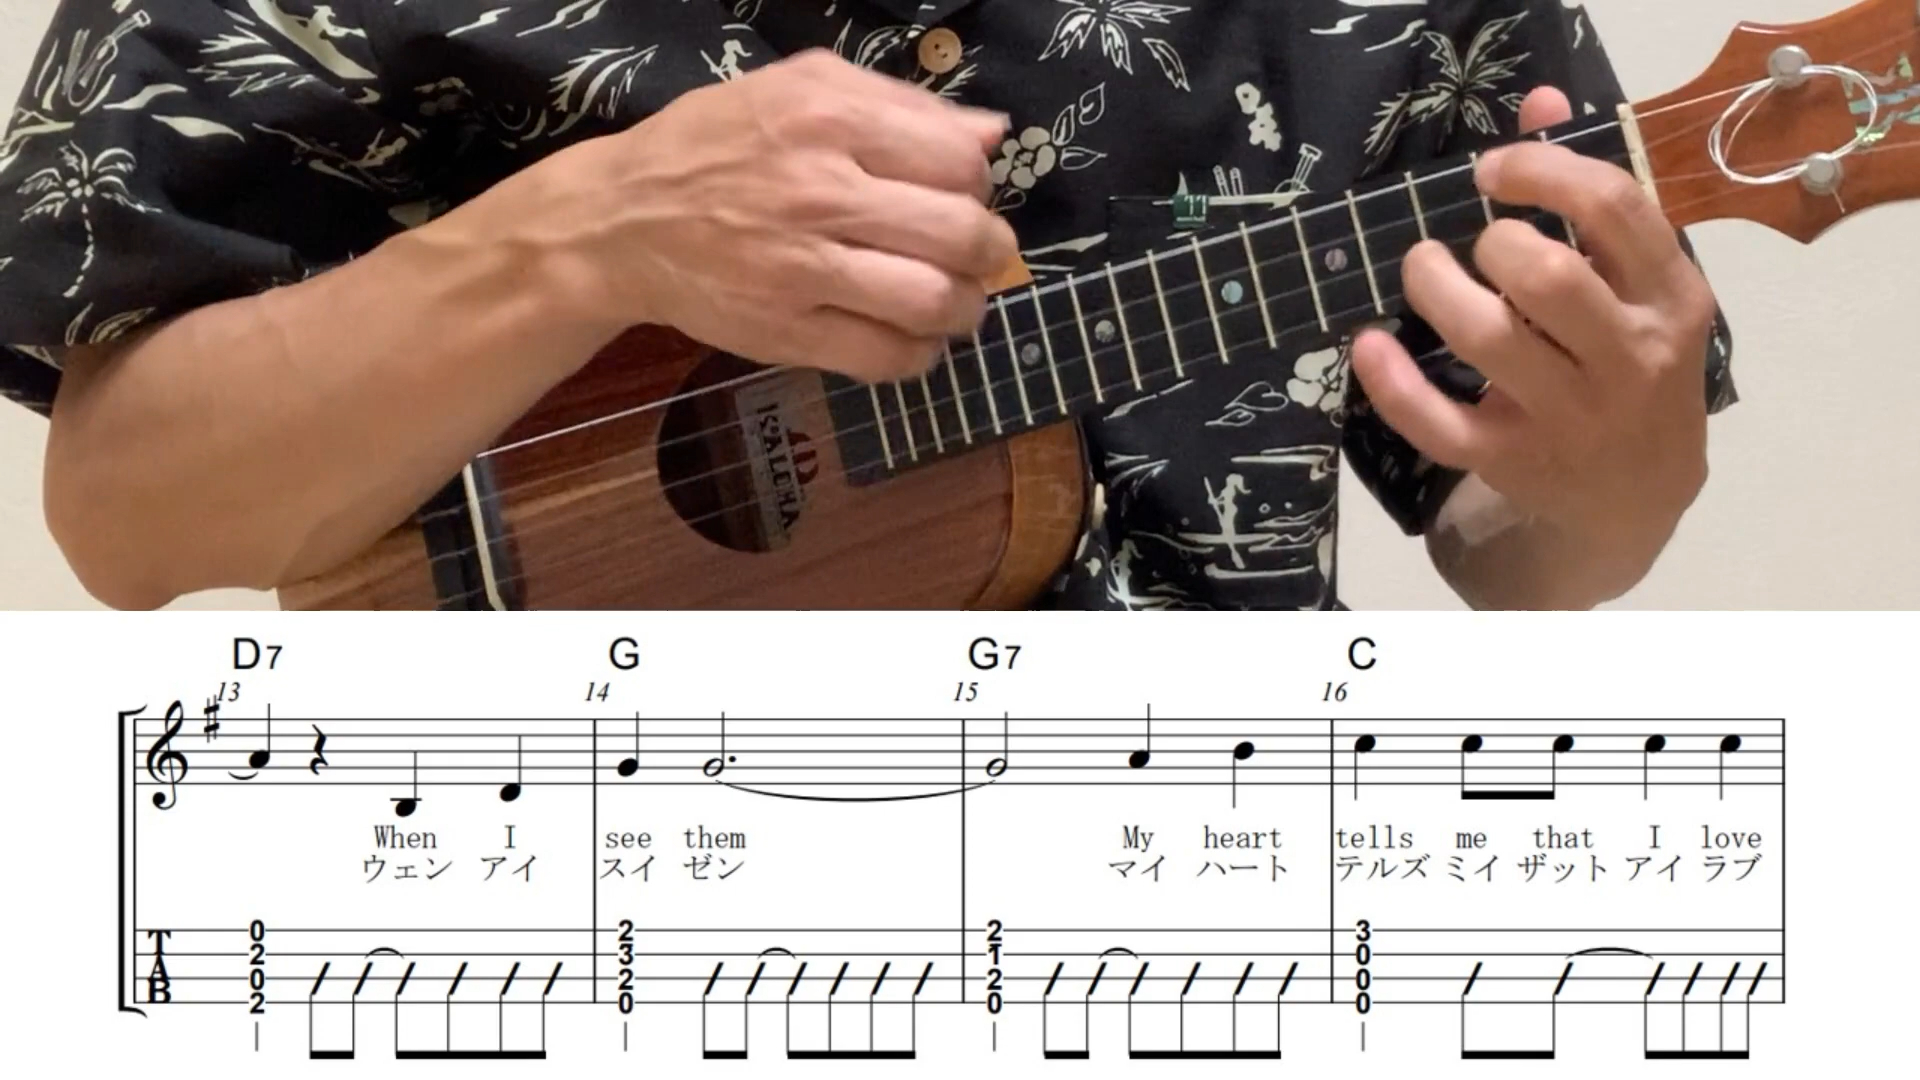 KALOHA
D7 G G7 C
13 14 15 16
When I see them My heart tells me that I love
ウェン アイ スイ ゼン マイ ハート テルズ ミイ ザット アイ ラブ
0 2 2 3
T 2 3 1 0
A 0 2 2 0
B 2 0 0 0